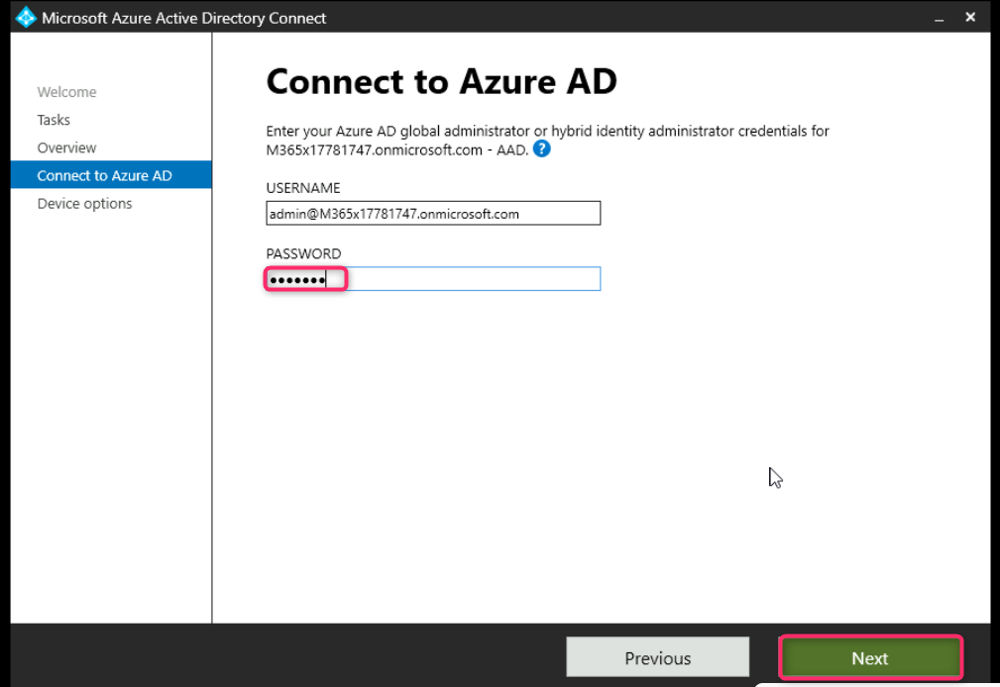 Microsoft Azure Active Directory Connect
Welcome
Tasks
Overview
Connect to Azure AD
Device options
Connect to Azure AD
Enter your Azure AD global administrator or hybrid identity administrator credentials for
M365x17781747.onmicrosoft.com - AAD. ?
USERNAME
admin@M365x17781747.onmicrosoft.com
PASSWORD
•••••••
Previous
Next